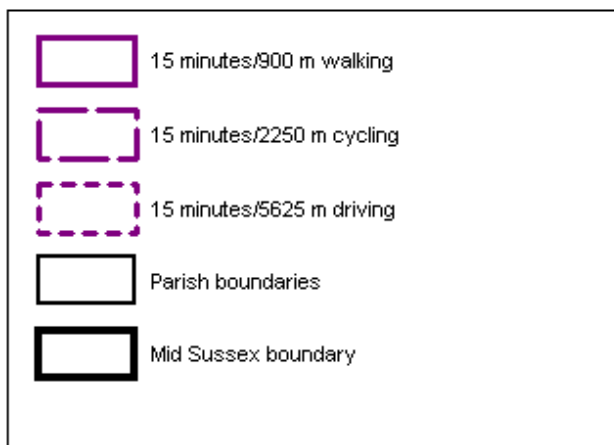 15 minutes/900 m walking
15 minutes/2250 m cycling
15 minutes/5625 m driving
Parish boundaries
Mid Sussex boundary